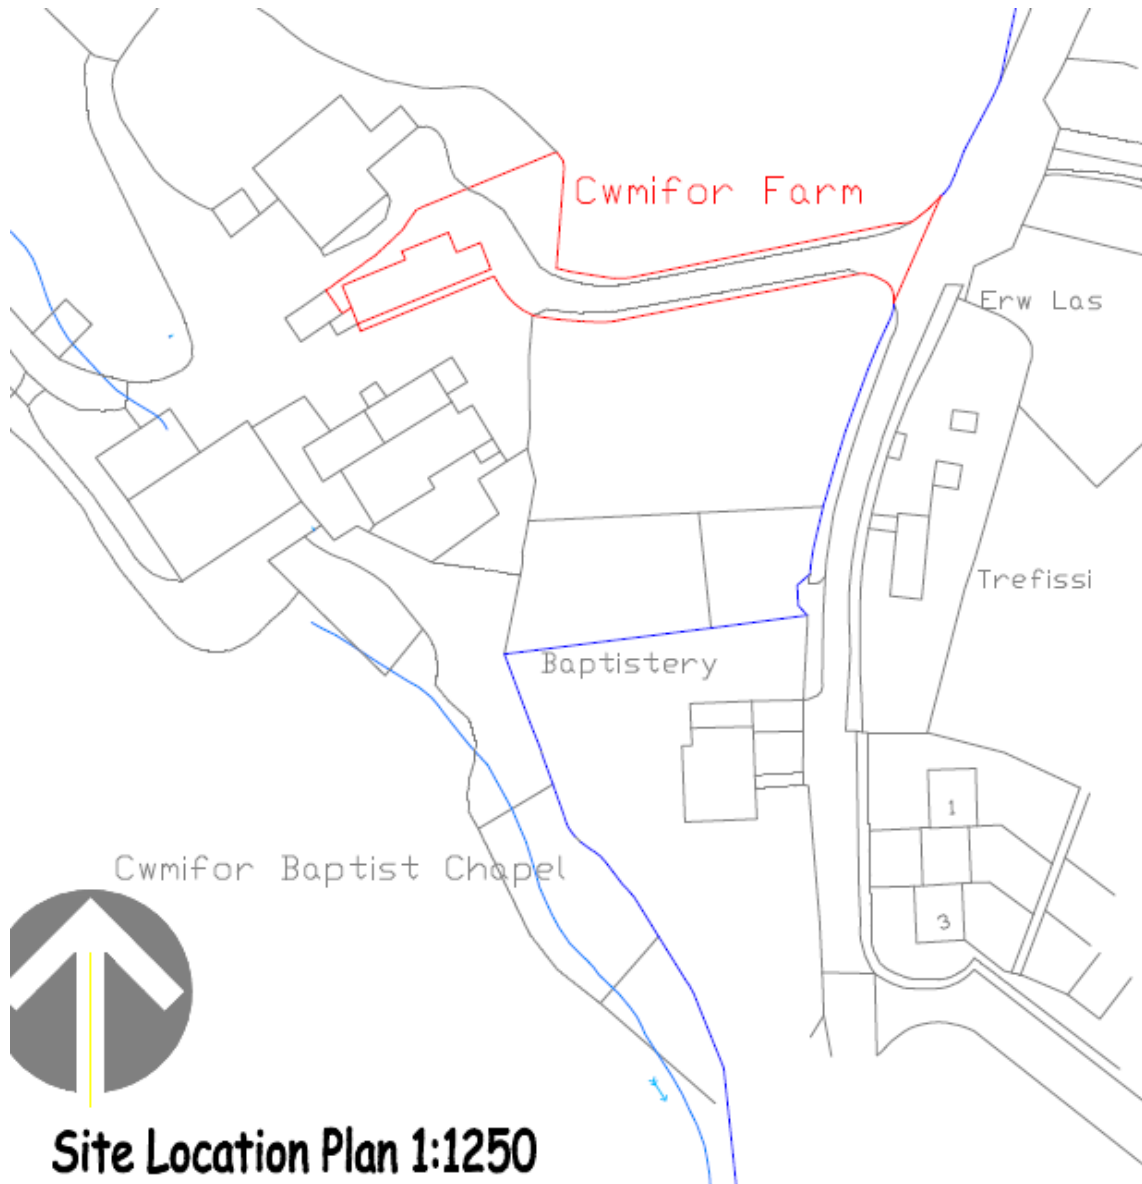 Cwmifor Farm
Erw Las
Trefissi
Baptistery
1
Cwmifor Baptist Chapel
3
Site Location Plan 1:1250